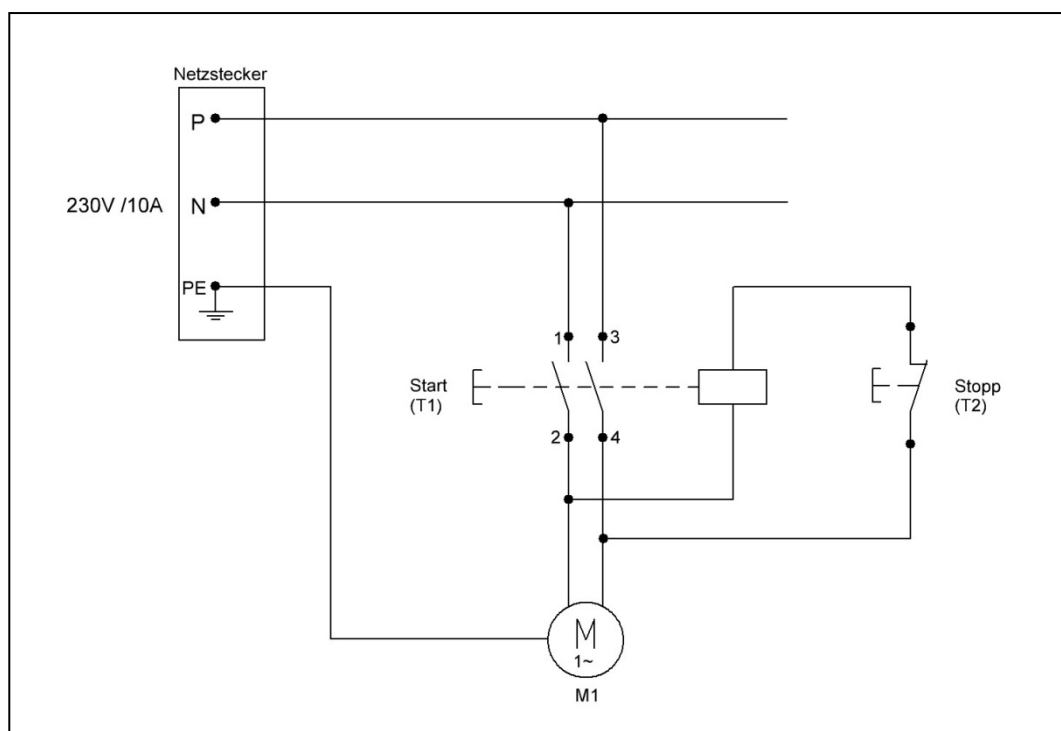 Netzstecker
P
230V /10A
N
PE
1
3
Start
(T1)
Stopp
(T2)
2
4
M
1~
M1